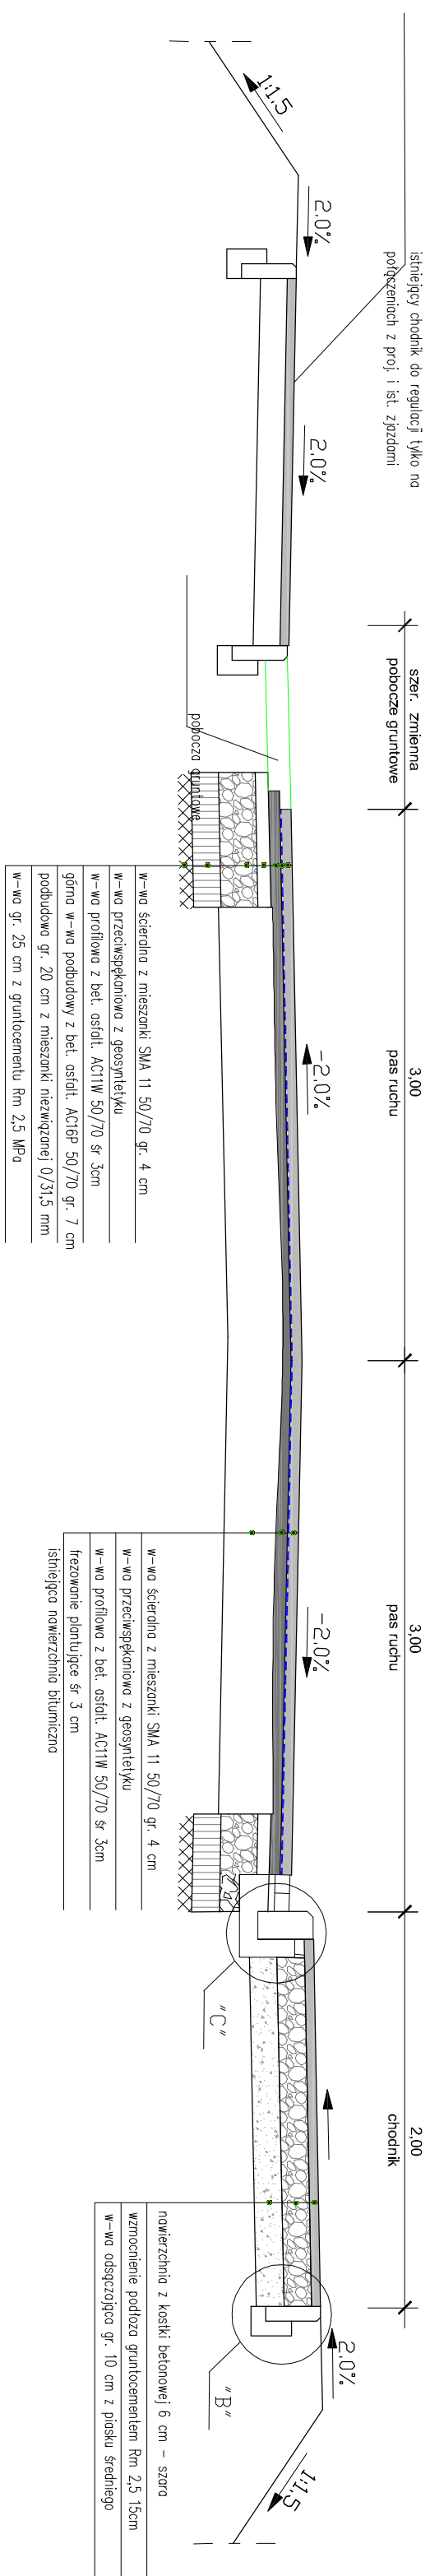 istniejący chodnik do regulacji tylko na
połączeniach z proj. i ist. zjazdami
1:1,5
2.0%
2.0%
szer. zmienna
pobocze gruntowe
3,00
pas ruchu
3,00
pas ruchu
2,00
chodnik
-2.0%
-2.0%
2.0%
1:1,5
pobocza gruntowe
w-wa ścieralna z mieszanki SMA 11 50/70 gr. 4 cm
w-wa przeciwspękaniowa z geosyntetyku
w-wa profilowa z bet. asfalt. AC11W 50/70 śr 3cm
górna w-wa podbudowy z bet. asfalt. AC16P 50/70 gr. 7 cm
podbudowa gr. 20 cm z mieszanki niezwiązanej 0/31,5 mm
w-wa gr. 25 cm z gruntocementu Rm 2,5 MPa
w-wa ścieralna z mieszanki SMA 11 50/70 gr. 4 cm
w-wa przeciwspękaniowa z geosyntetyku
w-wa profilowa z bet. asfalt. AC11W 50/70 śr 3cm
frezowanie plantujące śr 3 cm
istniejąca nawierzchnia bitumiczna
"C"
"B"
nawierzchnia z kostki betonowej 6 cm - szara
wzmocnienie podłoża gruntocementem Rm 2,5 15cm
w-wa odsączająca gr. 10 cm z piasku średniego